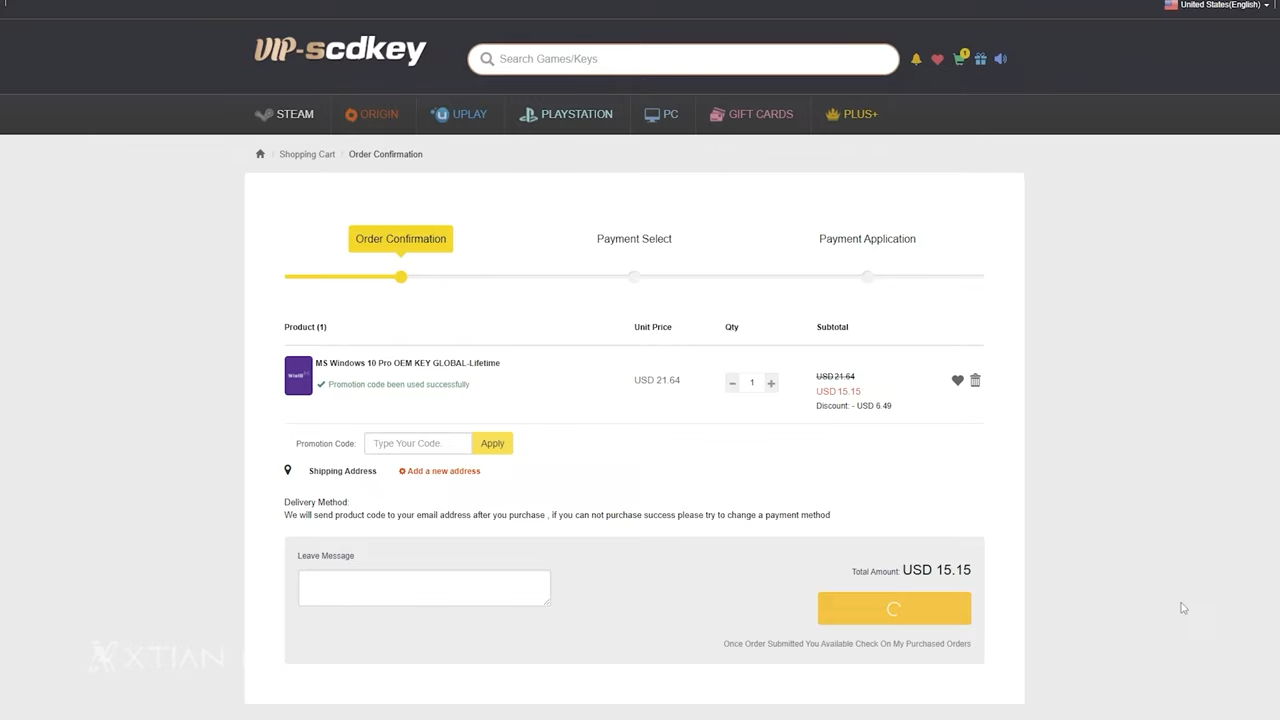 United States(English)
VIP-scdkey
Search Games/Keys
1
STEAM
ORIGIN
UPLAY
PLAYSTATION
PC
GIFT CARDS
PLUS+
Shopping Cart / Order Confirmation
Order Confirmation
Payment Select
Payment Application
Product (1)
Unit Price
Qty
Subtotal
MS Windows 10 Pro OEM KEY GLOBAL-Lifetime
Promotion code been used successfully
USD 21.64
- 1 +
USD 21.64
USD 15.15
Discount: - USD 6.49
Promotion Code:
Type Your Code.
Apply
Shipping Address
Add a new address
Delivery Method:
We will send product code to your email address after you purchase , if you can not purchase success please try to change a payment method
Leave Message
Total Amount: USD 15.15
Once Order Submitted You Available Check On My Purchased Orders
XTIAN